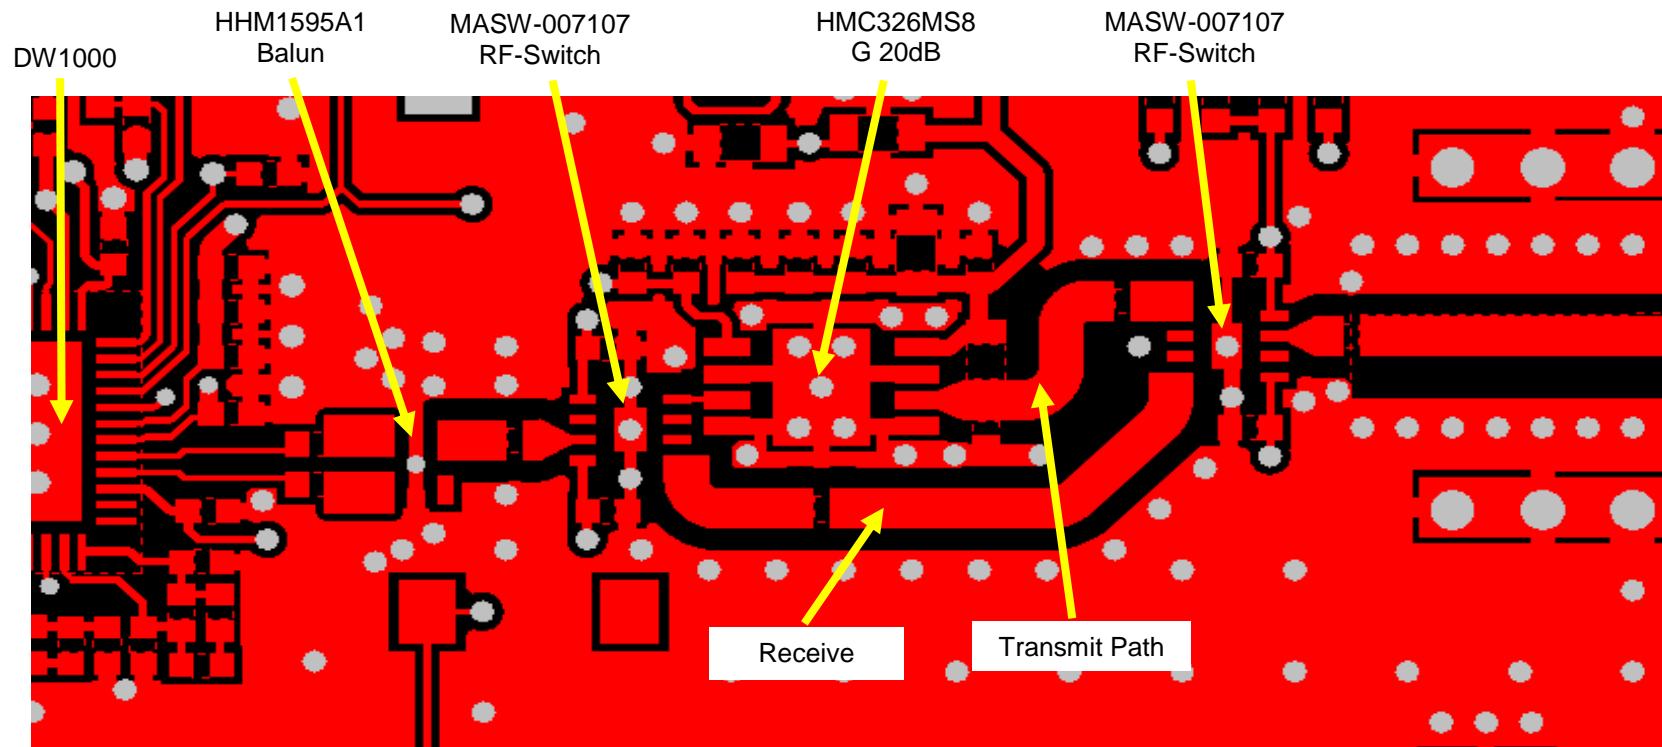 DW1000
HHM1595A1
Balun
MASW-007107
RF-Switch
HMC326MS8
G 20dB
MASW-007107
RF-Switch
Receive
Transmit Path